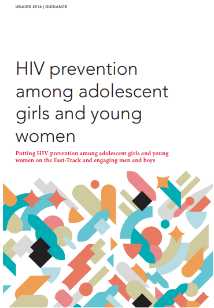 UNAIDS 2016 | GUIDANCE
HIV prevention
among adolescent
girls and young
women
Putting HIV prevention among adolescent girls and young
women on the Fast-Track and engaging men and boys